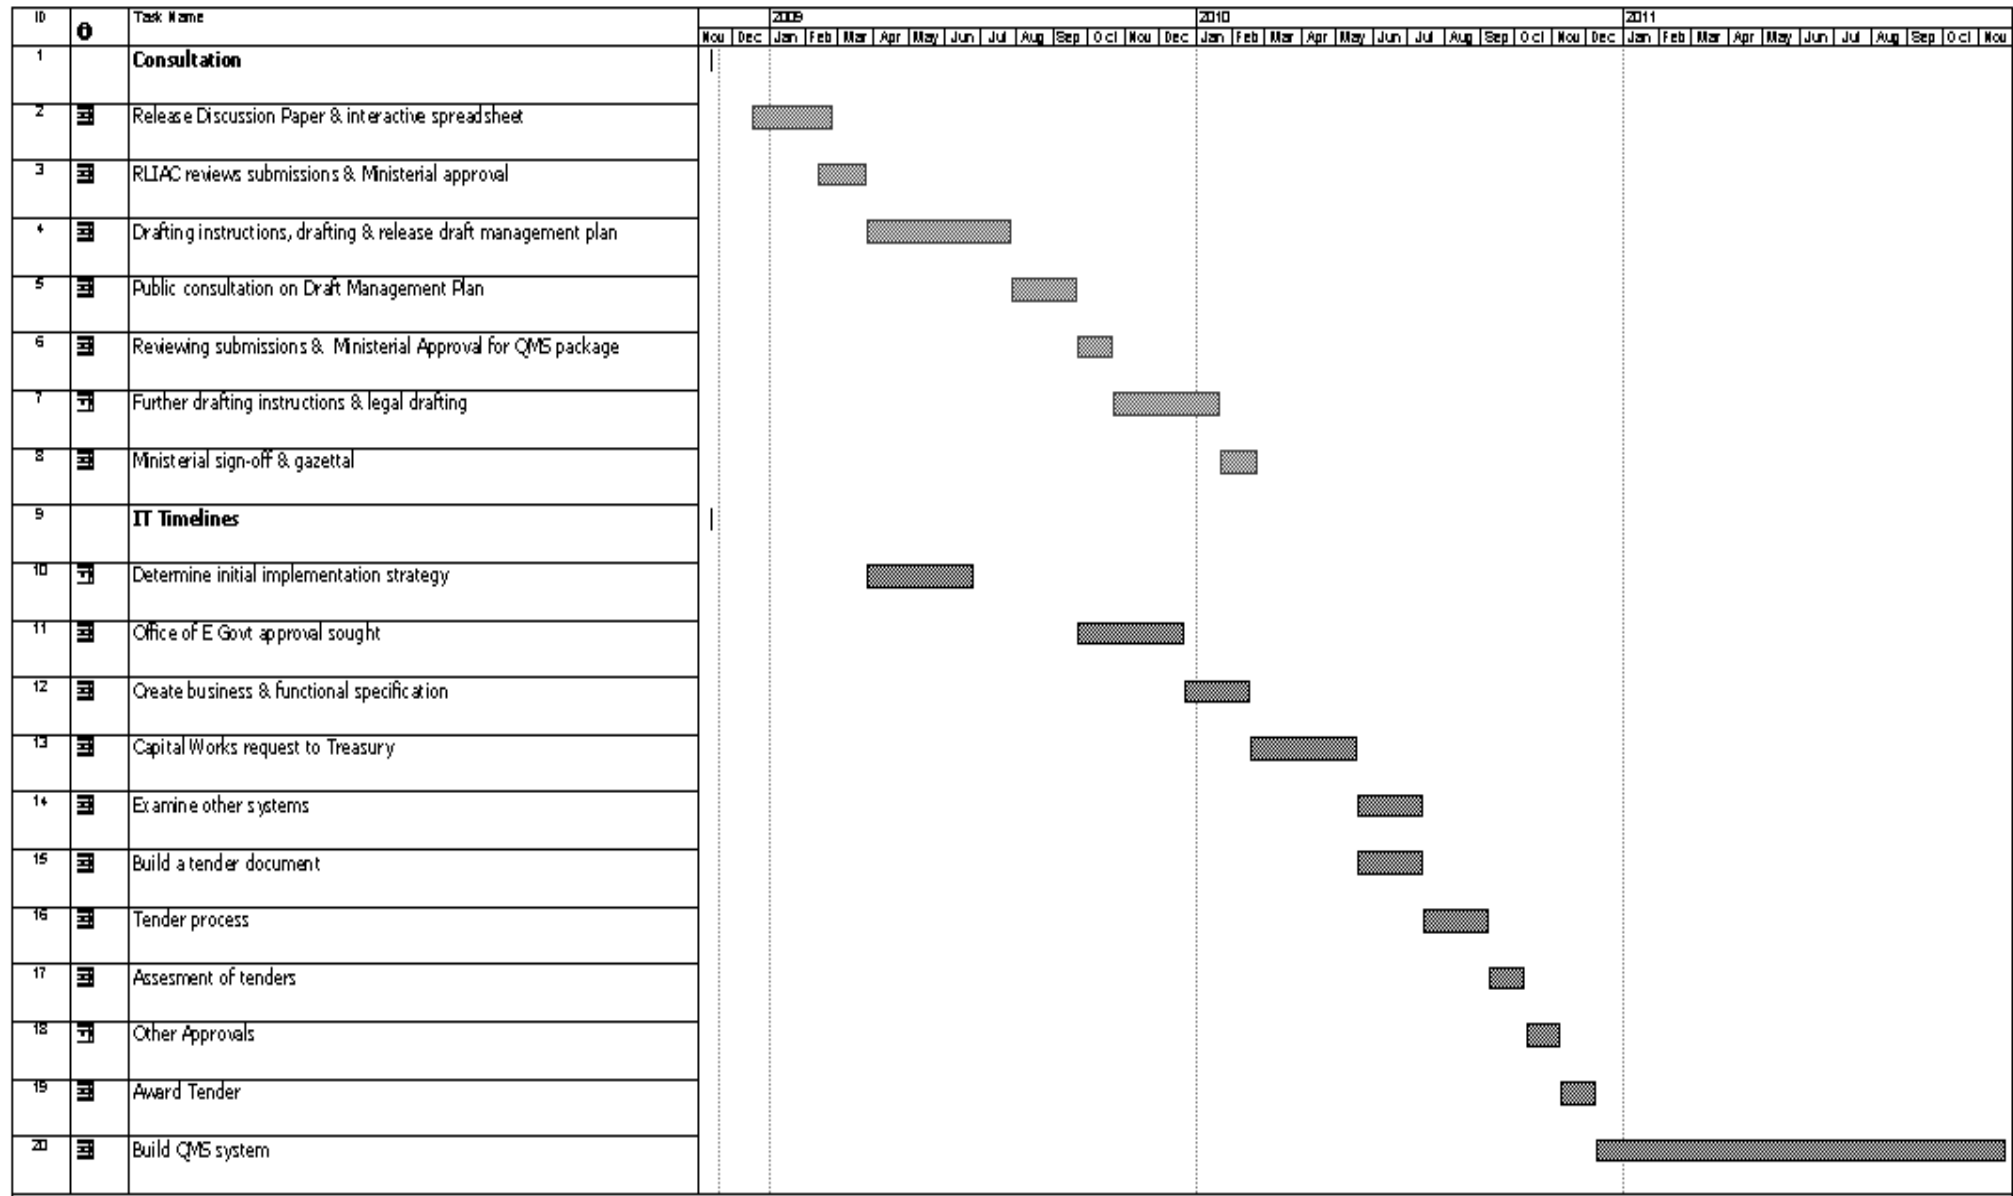 ID Task Name 2009 2010 2011
Nov Dec Jan Feb Mar Apr May Jun Jul Aug Sep Oct Nov Dec Jan Feb Mar Apr May Jun Jul Aug Sep Oct Nov Dec Jan Feb Mar Apr May Jun Jul Aug Sep Oct Nov
1 Consultation
2 Release Discussion Paper & interactive spreadsheet
3 RLIAC reviews submissions & Ministerial approval
4 Drafting instructions, drafting & release draft management plan
5 Public consultation on Draft Management Plan
6 Reviewing submissions & Ministerial Approval for QMS package
7 Further drafting instructions & legal drafting
8 Ministerial sign-off & gazettal
9 IT Timelines
10 Determine initial implementation strategy
11 Office of E Govt approval sought
12 Create business & functional specification
13 Capital Works request to Treasury
14 Examine other systems
15 Build a tender document
16 Tender process
17 Assesment of tenders
18 Other Approvals
19 Award Tender
20 Build QMS system